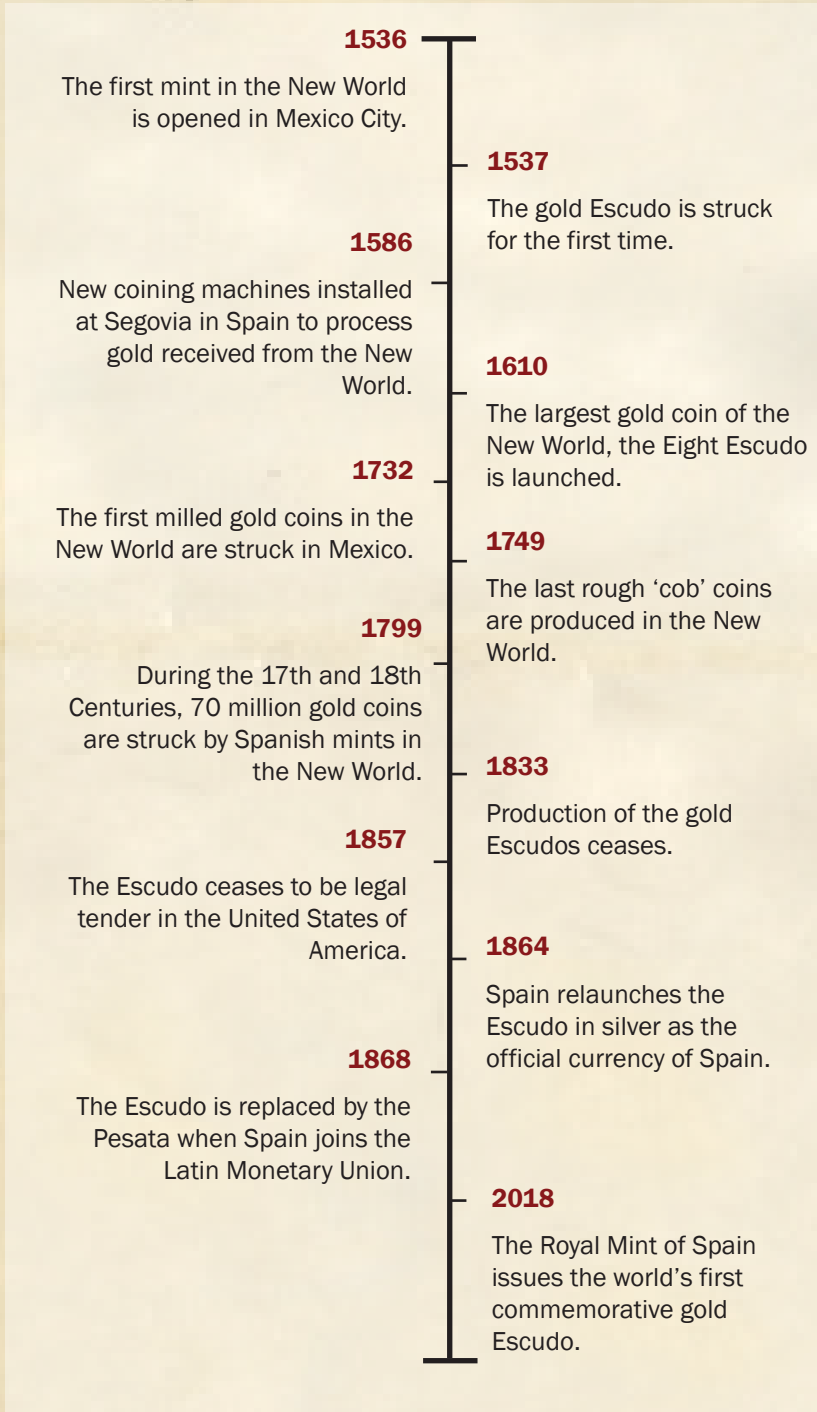 1536
The first mint in the New World
is opened in Mexico City.
1537
The gold Escudo is struck
for the first time.
1586
New coining machines installed
at Segovia in Spain to process
gold received from the New
World.
1610
The largest gold coin of the
New World, the Eight Escudo
is launched.
1732
The first milled gold coins in the
New World are struck in Mexico.
1749
The last rough ‘cob’ coins
are produced in the New
World.
1799
During the 17th and 18th
Centuries, 70 million gold coins
are struck by Spanish mints in
the New World.
1833
Production of the gold
Escudos ceases.
1857
The Escudo ceases to be legal
tender in the United States of
America.
1864
Spain relaunches the
Escudo in silver as the
official currency of Spain.
1868
The Escudo is replaced by the
Pesata when Spain joins the
Latin Monetary Union.
2018
The Royal Mint of Spain
issues the world’s first
commemorative gold
Escudo.